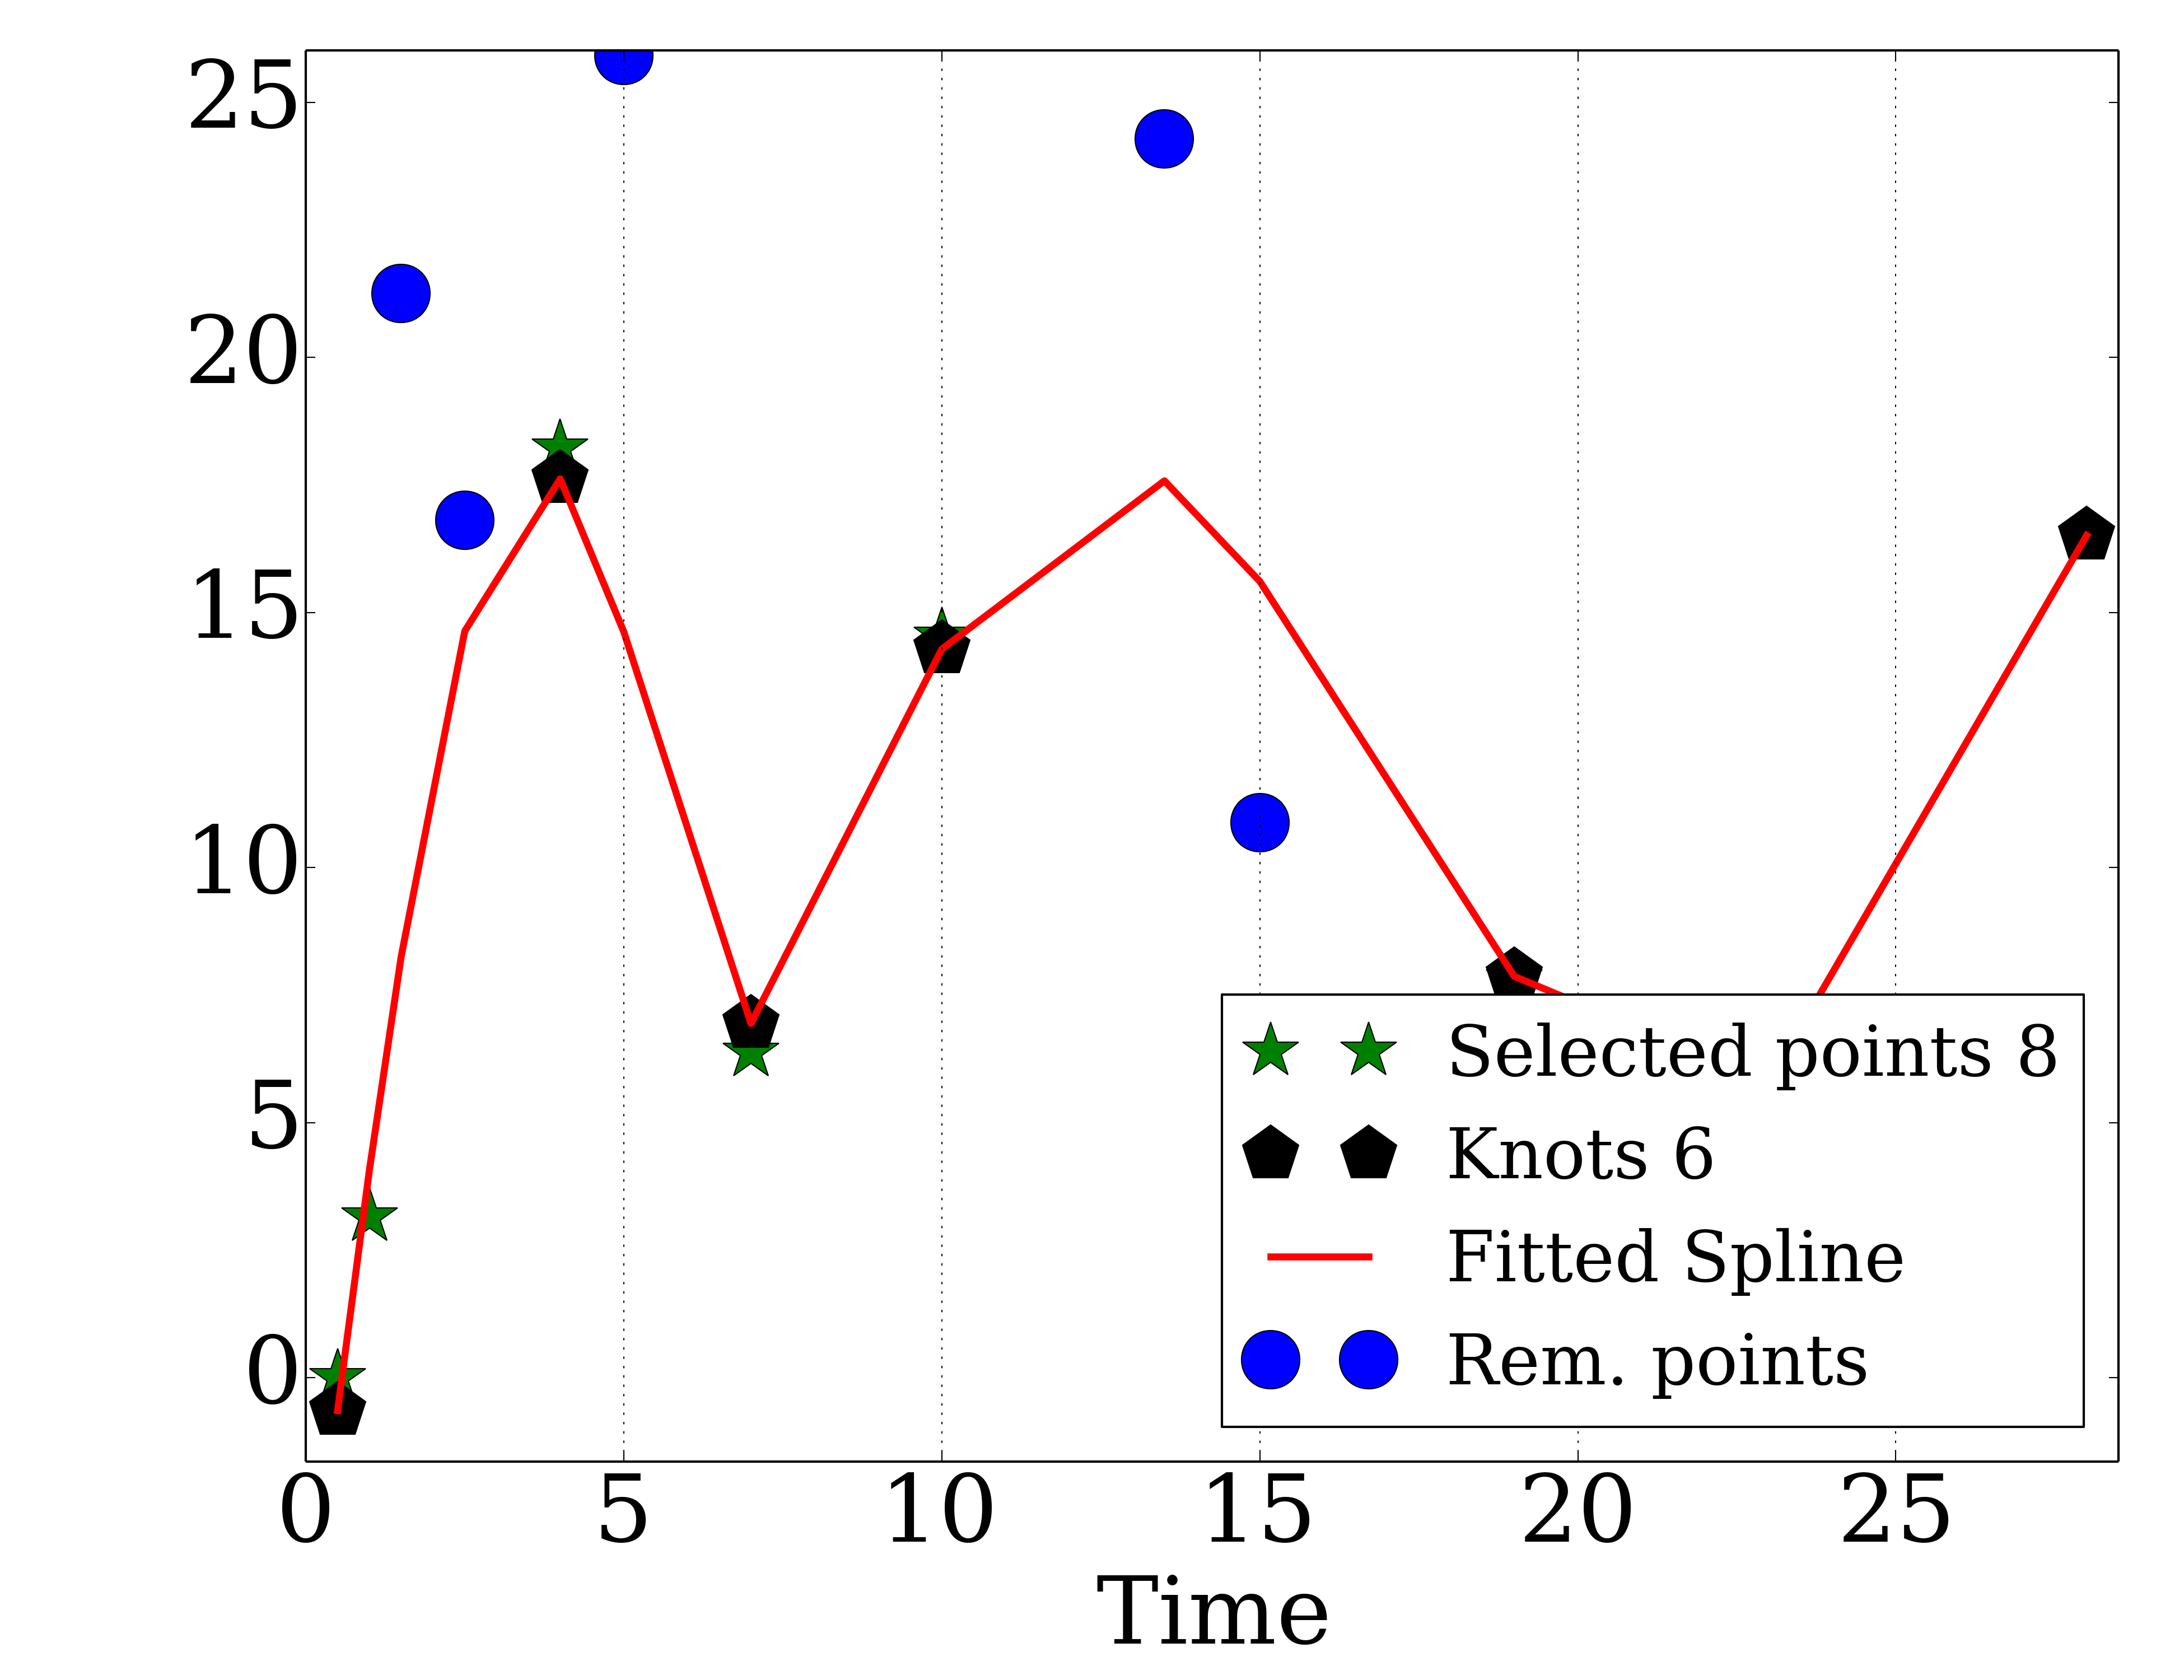 25
20
15
10
5
0
Selected points 8
Knots 6
Fitted Spline
Rem. points
0 5 10 15 20 25
Time